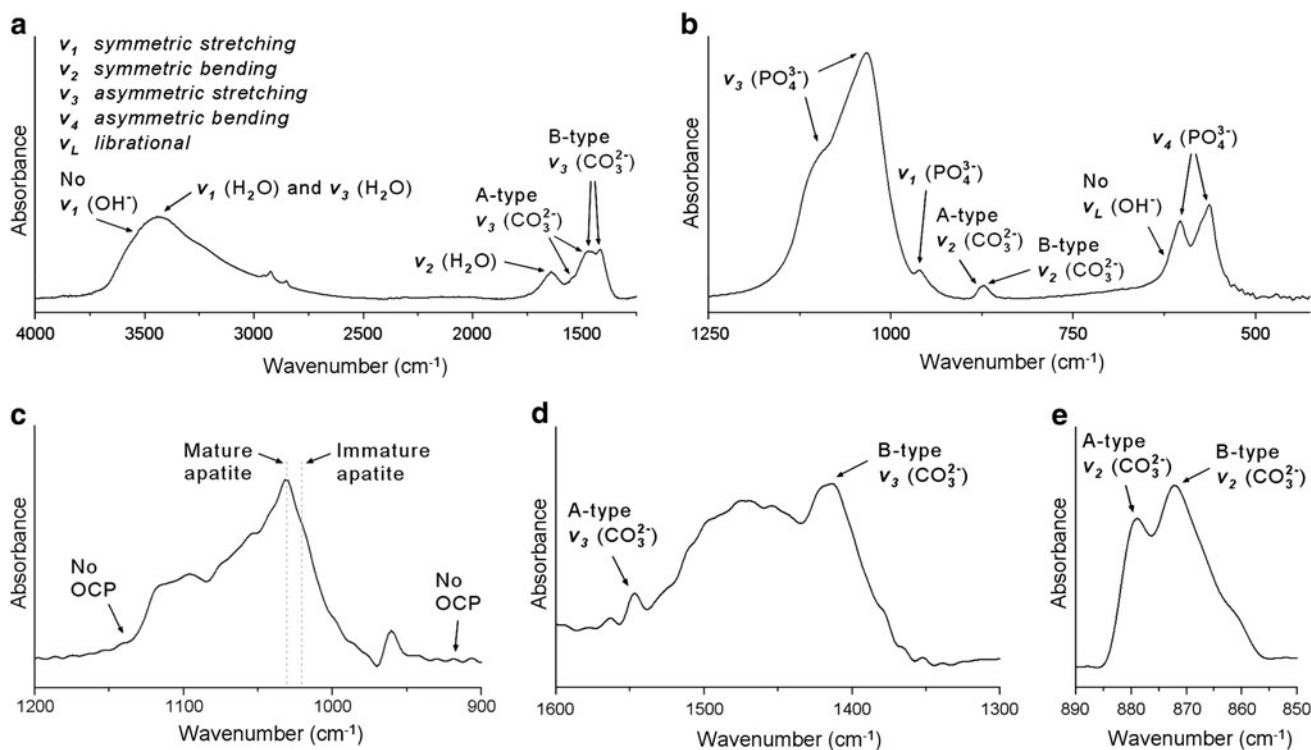 a
v₁ symmetric stretching
v₂ symmetric bending
v₃ asymmetric stretching
v₄ asymmetric bending
v_L librational
No
v₁ (OH⁻)
v₁ (H₂O) and v₃ (H₂O)
v₂ (H₂O)
A-type
v₃ (CO₃²⁻)
B-type
v₃ (CO₃²⁻)
Absorbance
4000 3500 3000 2500 2000 1500
Wavenumber (cm⁻¹)
b
v₃ (PO₄³⁻)
v₁ (PO₄³⁻)
A-type
v₂ (CO₃²⁻)
B-type
v₂ (CO₃²⁻)
No
v_L (OH⁻)
v₄ (PO₄³⁻)
Absorbance
1250 1000 750 500
Wavenumber (cm⁻¹)
c
Mature
apatite
Immature
apatite
No
OCP
No
OCP
Absorbance
1200 1100 1000 900
Wavenumber (cm⁻¹)
d
A-type
v₃ (CO₃²⁻)
B-type
v₃ (CO₃²⁻)
Absorbance
1600 1500 1400 1300
Wavenumber (cm⁻¹)
e
A-type
v₂ (CO₃²⁻)
B-type
v₂ (CO₃²⁻)
Absorbance
890 880 870 860 850
Wavenumber (cm⁻¹)